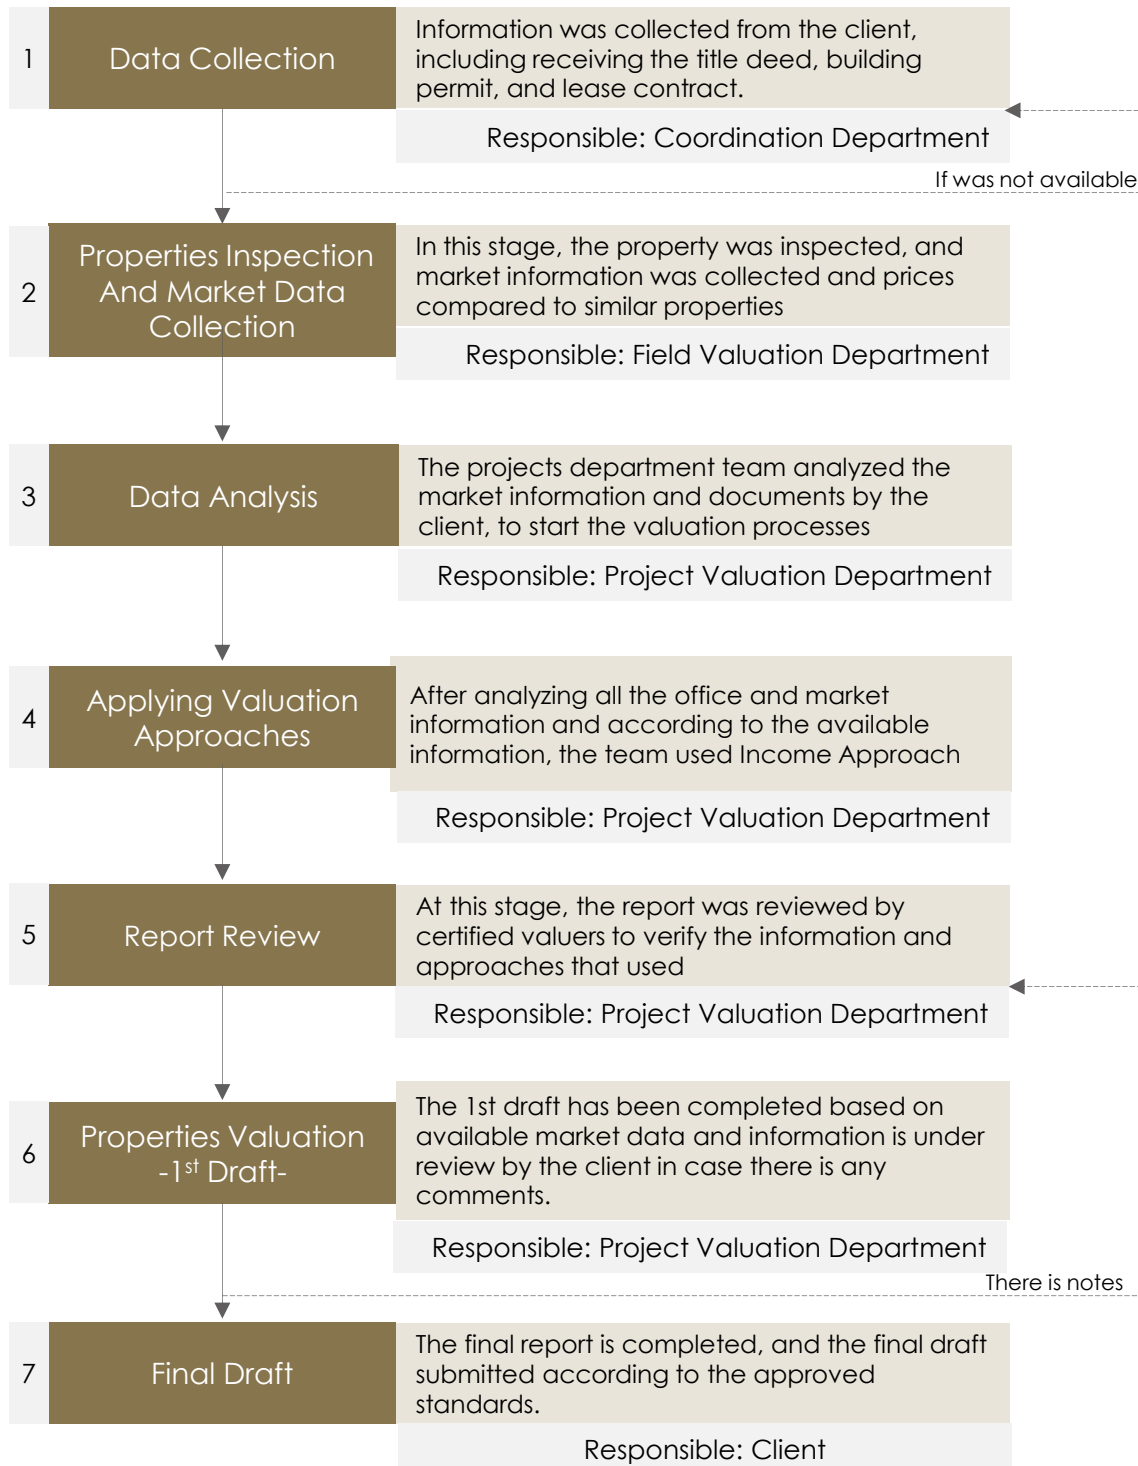 1
Data Collection
Information was collected from the client,
including receiving the title deed, building
permit, and lease contract.
Responsible: Coordination Department
If was not available
2
Properties Inspection
And Market Data
Collection
In this stage, the property was inspected, and
market information was collected and prices
compared to similar properties
Responsible: Field Valuation Department
3
Data Analysis
The projects department team analyzed the
market information and documents by the
client, to start the valuation processes
Responsible: Project Valuation Department
4
Applying Valuation
Approaches
After analyzing all the office and market
information and according to the available
information, the team used Income Approach
Responsible: Project Valuation Department
5
Report Review
At this stage, the report was reviewed by
certified valuers to verify the information and
approaches that used
Responsible: Project Valuation Department
6
Properties Valuation
-1st Draft-
The 1st draft has been completed based on
available market data and information is under
review by the client in case there is any
comments.
Responsible: Project Valuation Department
There is notes
7
Final Draft
The final report is completed, and the final draft
submitted according to the approved
standards.
Responsible: Client